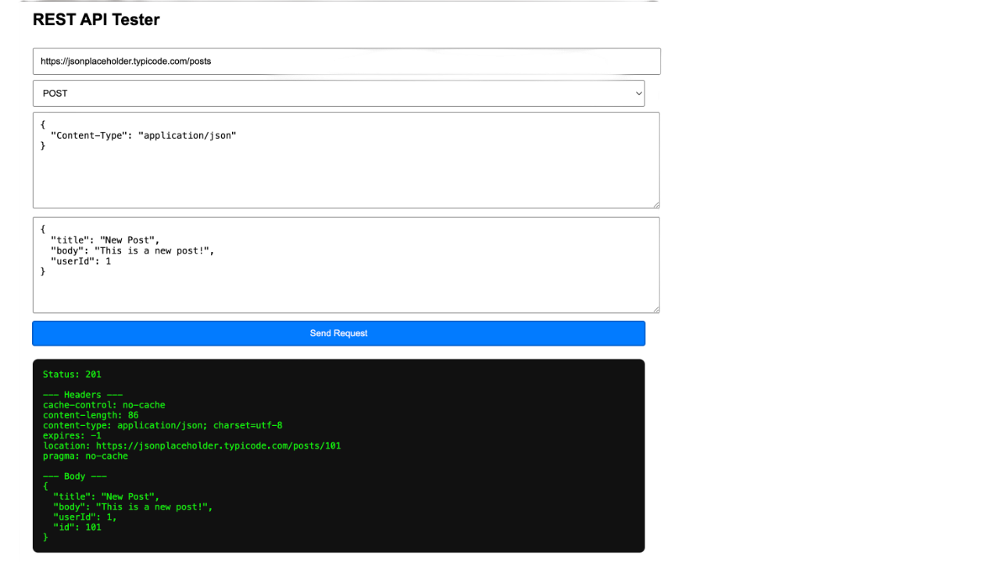 REST API Tester
https://jsonplaceholder.typicode.com/posts
POST
{
  "Content-Type": "application/json"
}
{
  "title": "New Post",
  "body": "This is a new post!",
  "userId": 1
}
Send Request
Status: 201
--- Headers ---
cache-control: no-cache
content-length: 86
content-type: application/json; charset=utf-8
expires: -1
location: https://jsonplaceholder.typicode.com/posts/101
pragma: no-cache
--- Body ---
{
  "title": "New Post",
  "body": "This is a new post!",
  "userId": 1,
  "id": 101
}